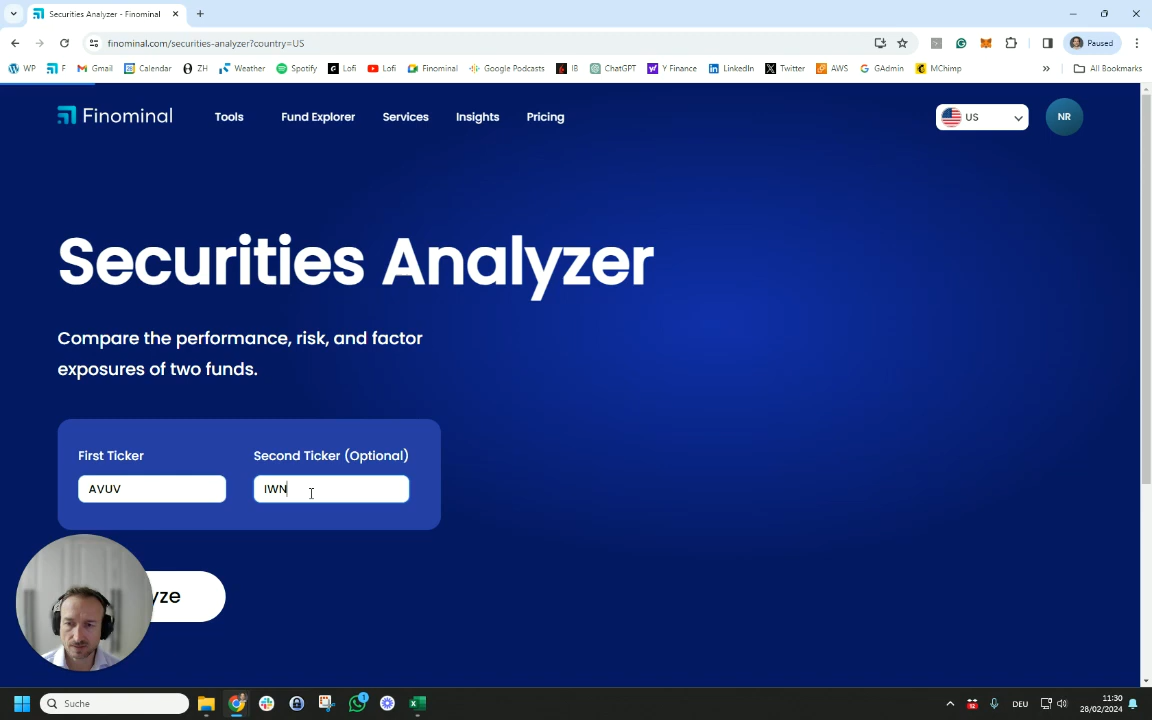 Securities Analyzer - Finominal
finominal.com/securities-analyzer?country=US
Paused
WP F Gmail Calendar ZH Weather Spotify Lofi Lofi Finominal Google Podcasts IB ChatGPT Y Finance LinkedIn Twitter AWS GAdmin MChimp » All Bookmarks
Finominal Tools Fund Explorer Services Insights Pricing US NR
Securities Analyzer
Compare the performance, risk, and factor
exposures of two funds.
First Ticker Second Ticker (Optional)
AVUV IWN
yze
Suche 1 DEU 11:30
28/02/2024